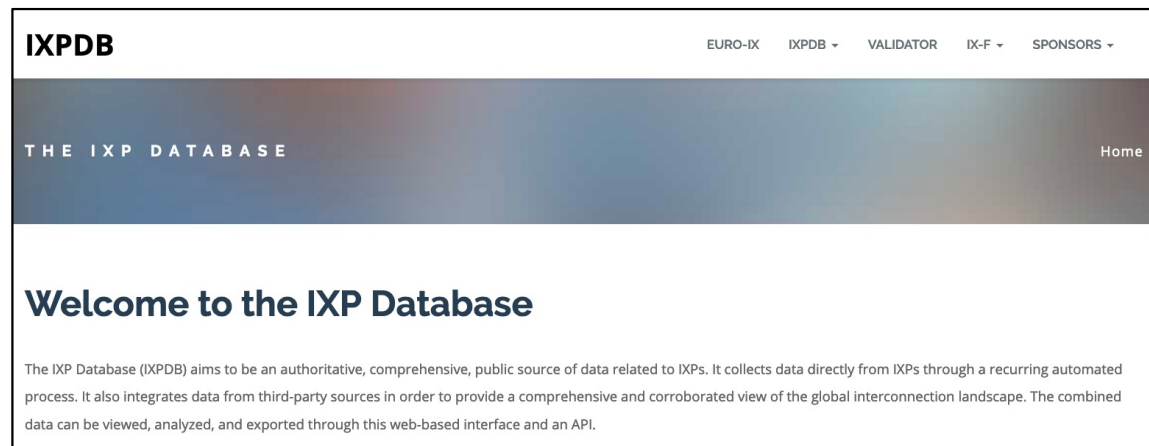 IXPDB
EURO-IX IXPDB VALIDATOR IX-F SPONSORS
THE IXP DATABASE
Home
Welcome to the IXP Database
The IXP Database (IXPDB) aims to be an authoritative, comprehensive, public source of data related to IXPs. It collects data directly from IXPs through a recurring automated
process. It also integrates data from third-party sources in order to provide a comprehensive and corroborated view of the global interconnection landscape. The combined
data can be viewed, analyzed, and exported through this web-based interface and an API.